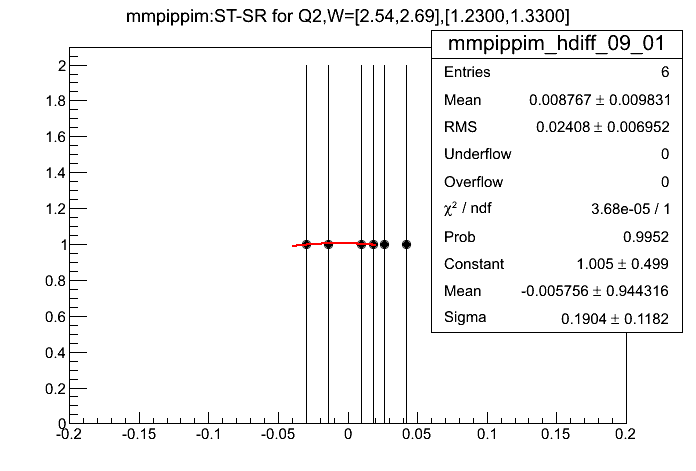 mmpippim:ST-SR for Q2,W=[2.54,2.69],[1.2300,1.3300]
mmpippim_hdiff_09_01
Entries 6
Mean 0.008767 ± 0.009831
RMS 0.02408 ± 0.006952
Underflow 0
Overflow 0
χ² / ndf 3.68e-05 / 1
Prob 0.9952
Constant 1.005 ± 0.499
Mean -0.005756 ± 0.944316
Sigma 0.1904 ± 0.1182
2
1.8
1.6
1.4
1.2
1
0.8
0.6
0.4
0.2
0
-0.2 -0.15 -0.1 -0.05 0 0.05 0.1 0.15 0.2